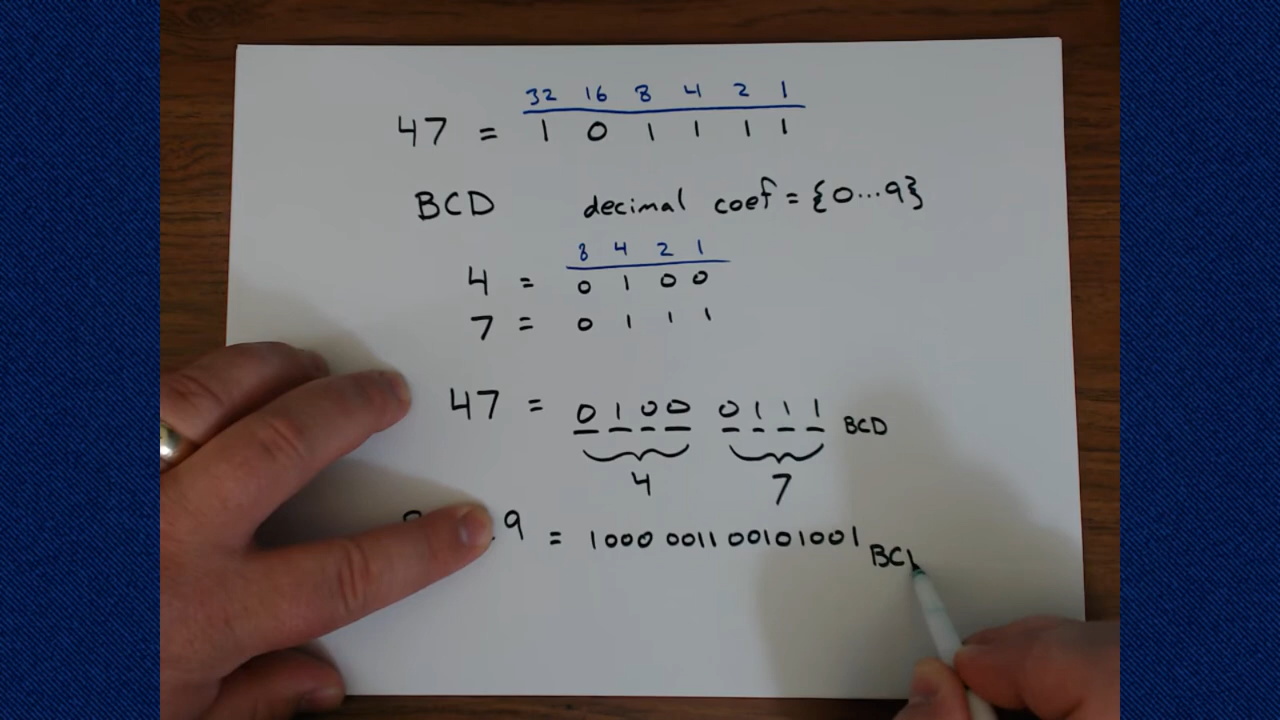 32 16 8 4 2 1
47 = 1 0 1 1 1 1
BCD decimal coef = {0...9}
8 4 2 1
4 = 0 1 0 0
7 = 0 1 1 1
47 = 0 1 0 0 0 1 1 1 BCD
4 7
9 = 1000 0011 00101001 BC